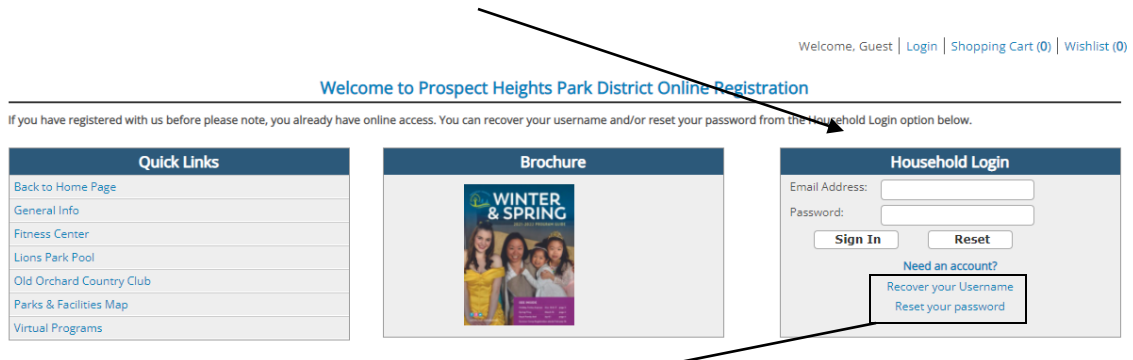 Welcome, Guest | Login | Shopping Cart (0) | Wishlist (0)
Welcome to Prospect Heights Park District Online Registration
If you have registered with us before please note, you already have online access. You can recover your username and/or reset your password from the Household Login option below.
Quick Links
Back to Home Page
General Info
Fitness Center
Lions Park Pool
Old Orchard Country Club
Parks & Facilities Map
Virtual Programs
Brochure
WINTER
& SPRING
Household Login
Email Address:
Password:
Sign In Reset
Need an account?
Recover your Username
Reset your password